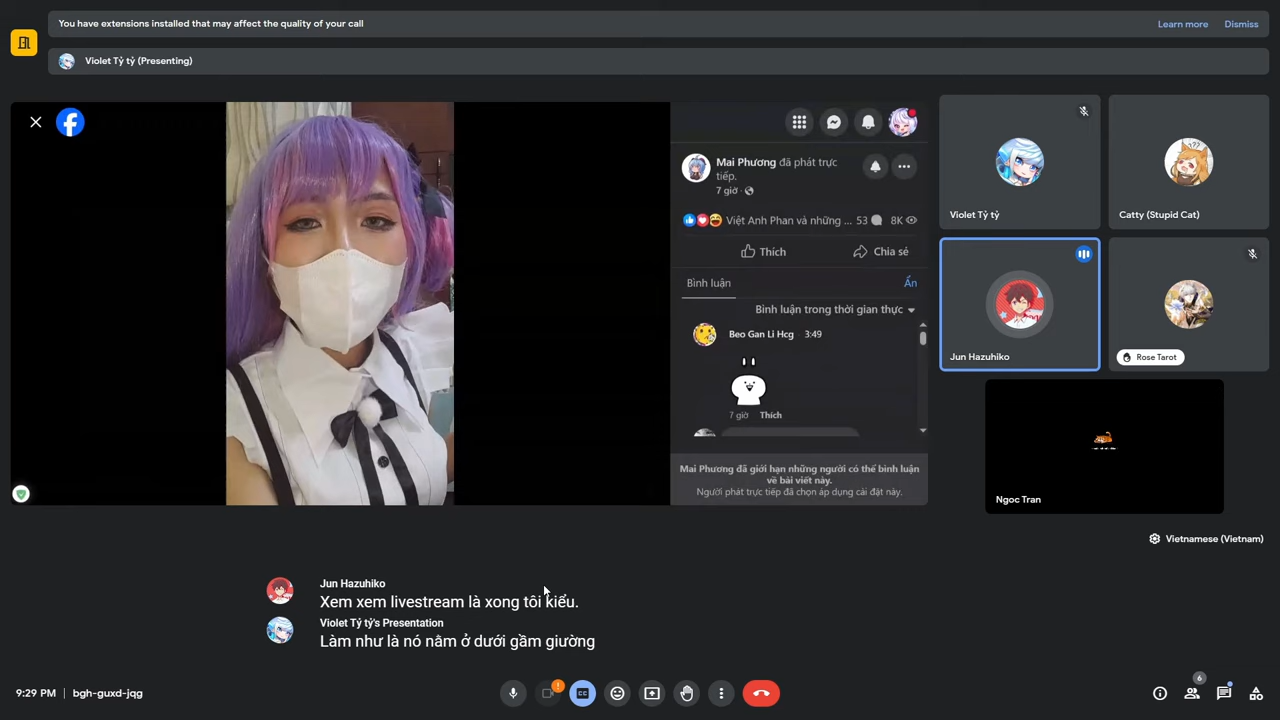 You have extensions installed that may affect the quality of your call
Learn more
Dismiss
Violet Tỷ tỷ (Presenting)
Mai Phương đã phát trực
tiếp.
7 giờ
Việt Anh Phan và những ... 53
8K
Thích
Chia sẻ
Bình luận
Ẩn
Bình luận trong thời gian thực
Beo Gan Li Hcg · 3:49
7 giờ Thích
Mai Phương đã giới hạn những người có thể bình luận
về bài viết này.
Người phát trực tiếp đã chọn áp dụng cài đặt này.
Violet Tỷ tỷ
???
Catty (Stupid Cat)
Jun Hazuhiko
Rose Tarot
Ngoc Tran
Vietnamese (Vietnam)
Jun Hazuhiko
Xem xem livestream là xong tôi kiểu.
Violet Tỷ tỷ's Presentation
Làm như là nó nằm ở dưới gầm giường
9:29 PM
bgh-guxd-jqg
!
CC
6